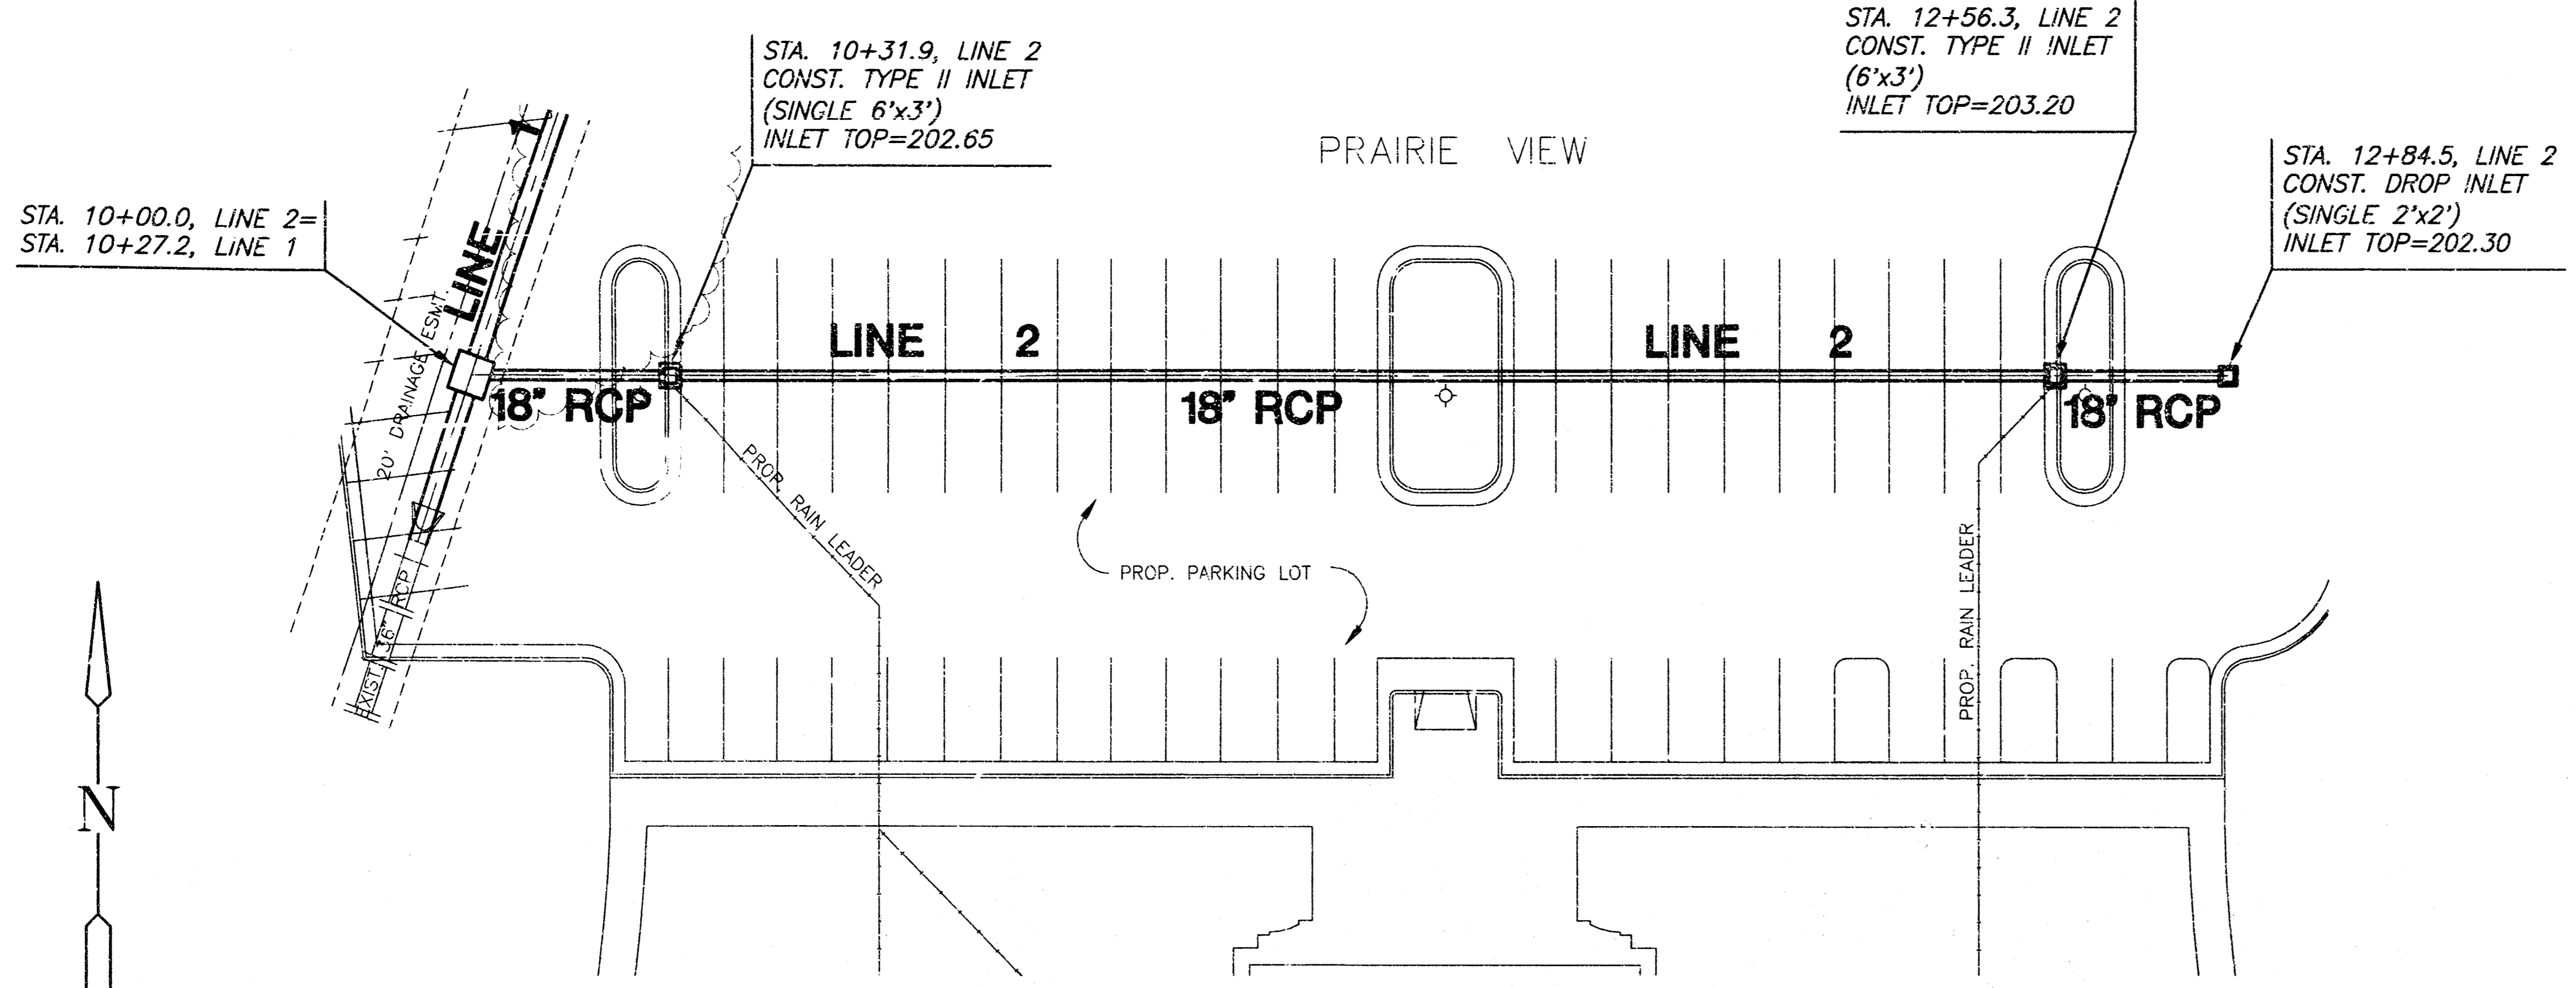 STA. 12+56.3, LINE 2
CONST. TYPE II INLET
(6'x3')
INLET TOP=203.20
STA. 10+31.9, LINE 2
CONST. TYPE II INLET
(SINGLE 6'x3')
INLET TOP=202.65
PRAIRIE VIEW
STA. 12+84.5, LINE 2
CONST. DROP INLET
(SINGLE 2'x2')
INLET TOP=202.30
STA. 10+00.0, LINE 2=
STA. 10+27.2, LINE 1
LINE 1
20' DRAINAGE ESMT.
LINE 2
LINE 2
18" RCP
18" RCP
18" RCP
PROP. RAIN LEADER
PROP. PARKING LOT
PROP. RAIN LEADER
EXIST. 36" RCP
N